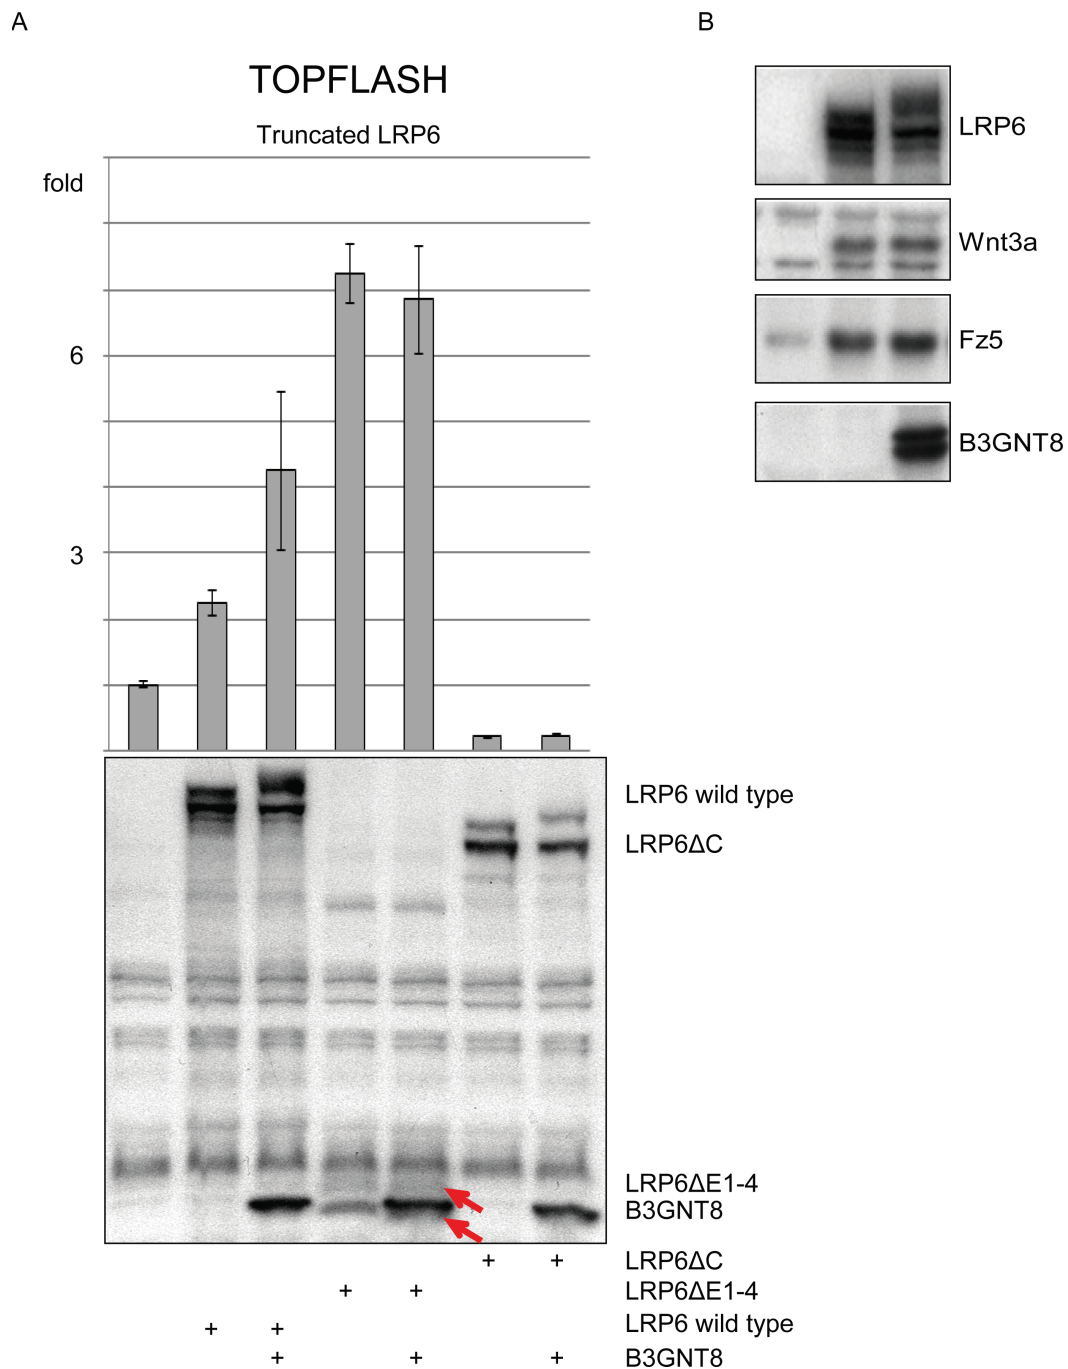 A
B
TOPFLASH
Truncated LRP6
fold
6
3
LRP6
Wnt3a
Fz5
B3GNT8
LRP6 wild type
LRP6ΔC
LRP6ΔE1-4
B3GNT8
+ + LRP6ΔC
+ + LRP6ΔE1-4
+ + LRP6 wild type
+ + + B3GNT8